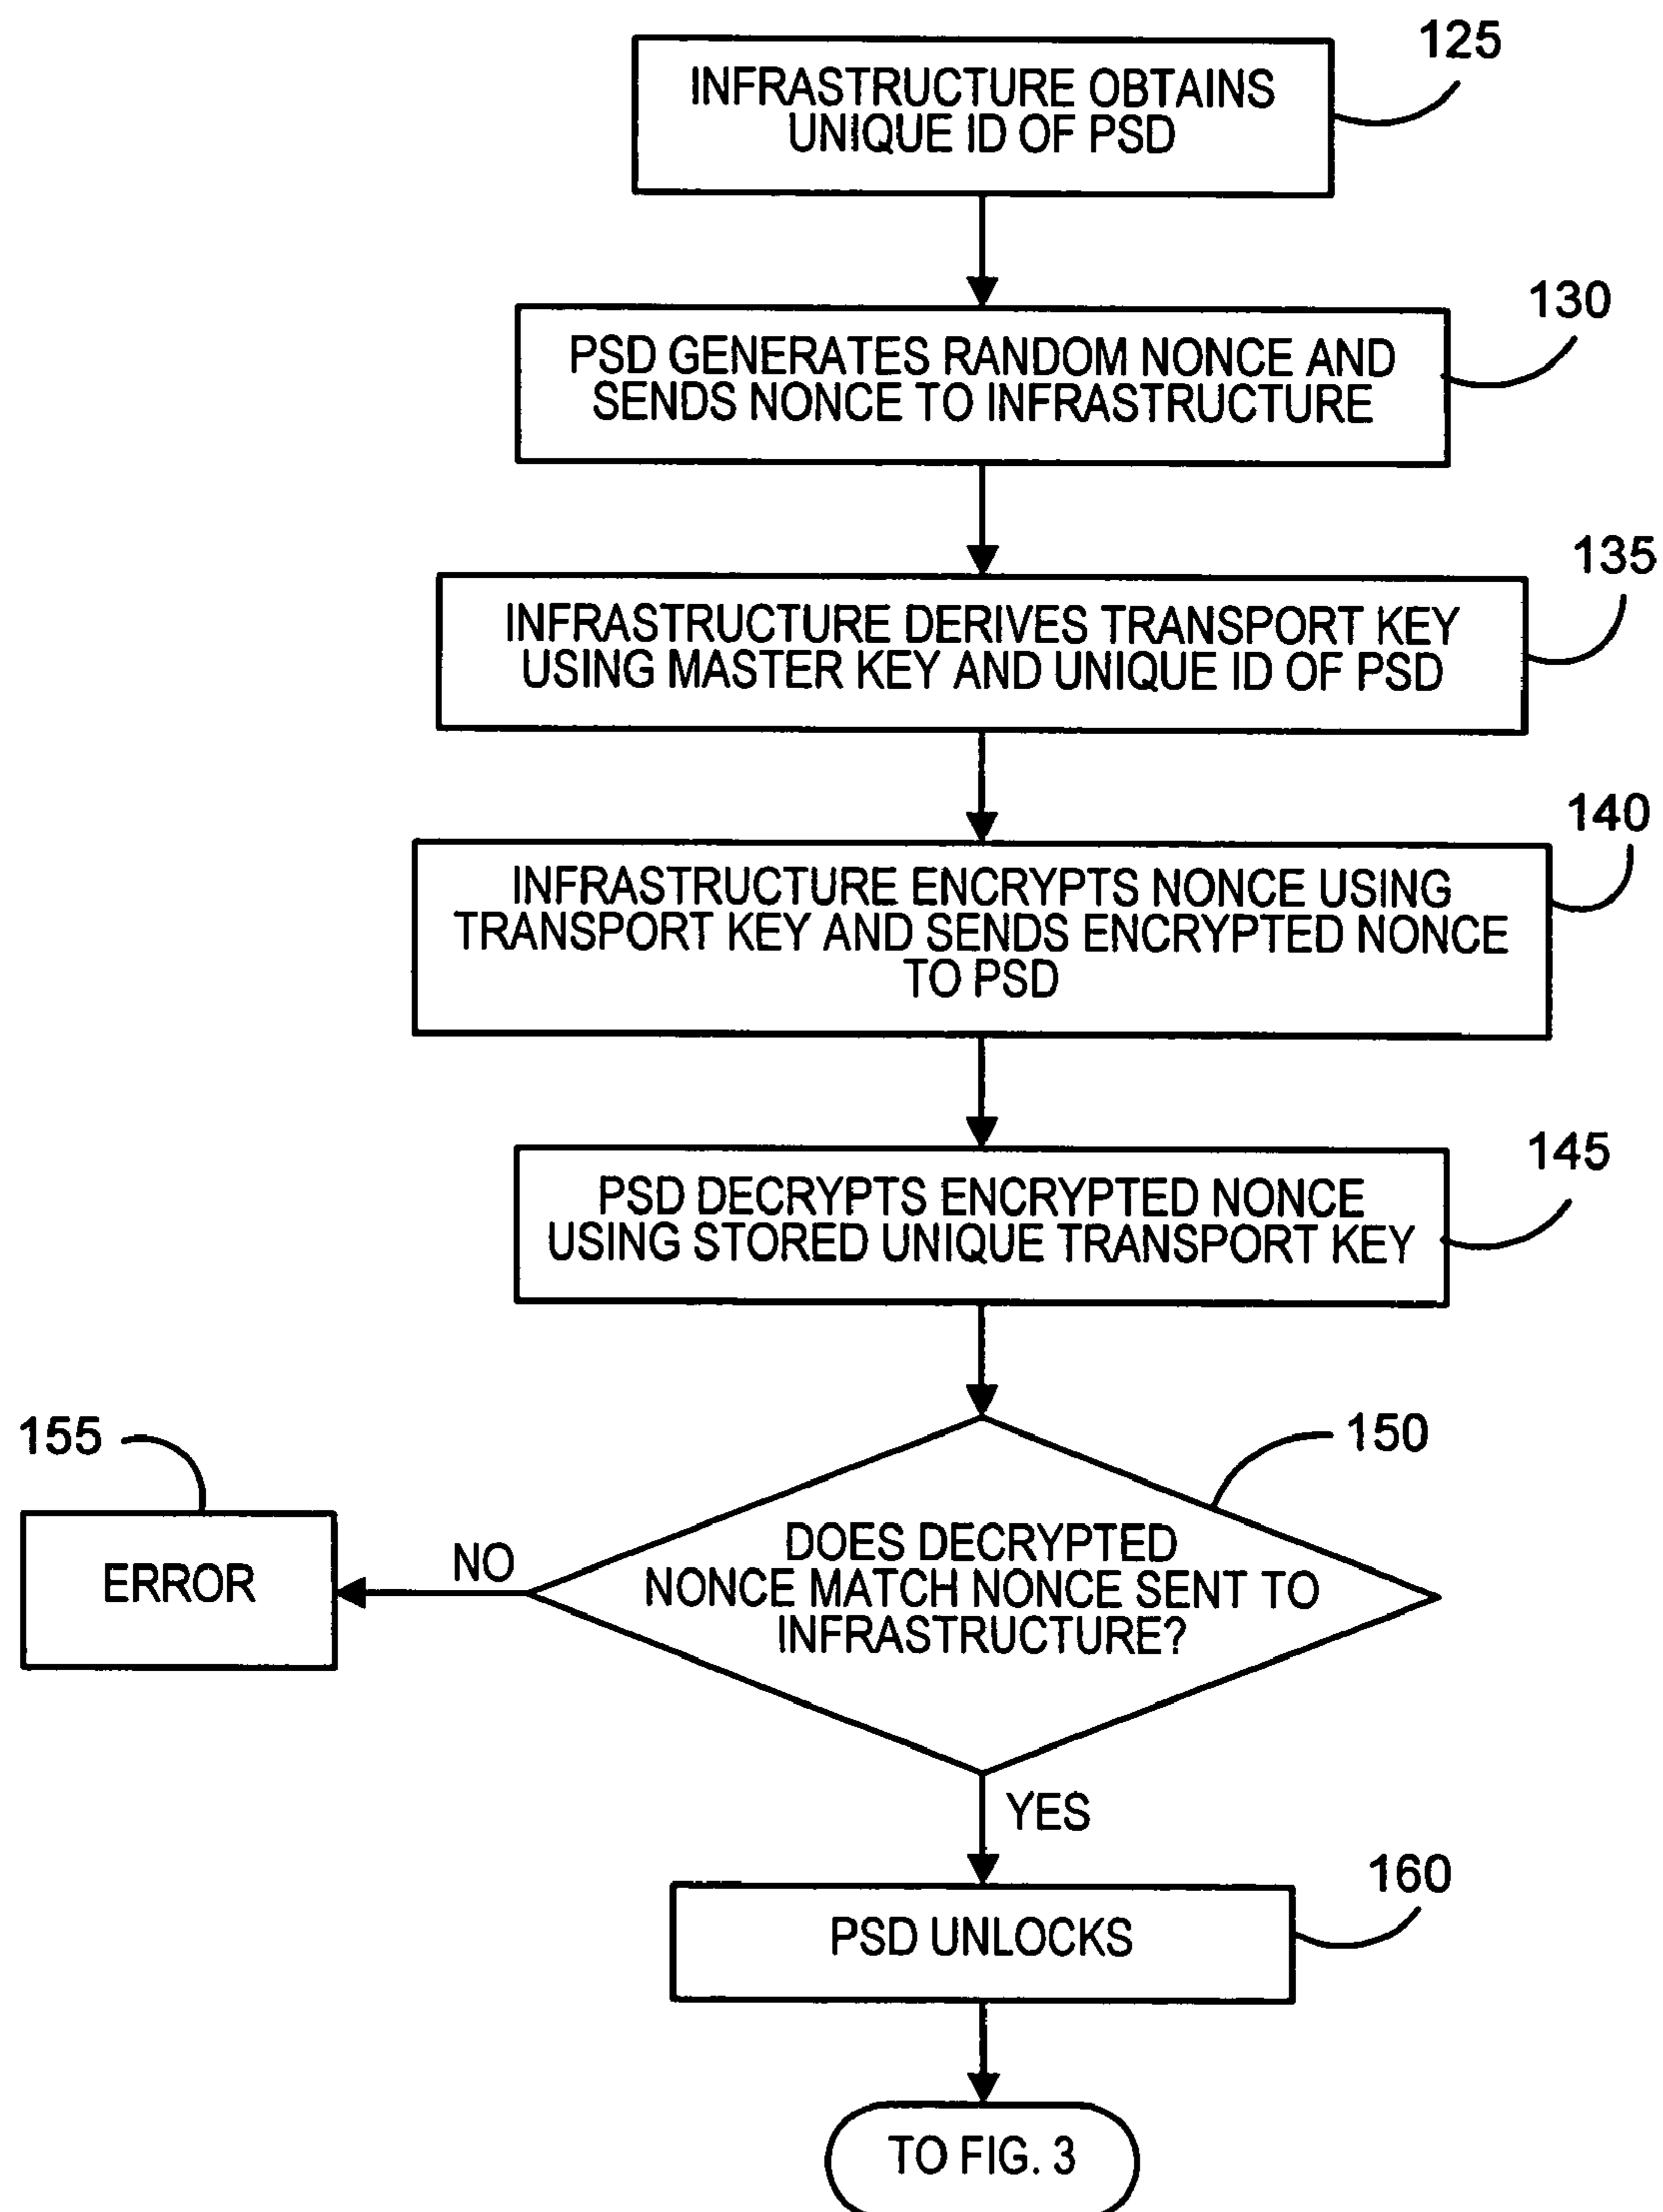 125
INFRASTRUCTURE OBTAINS
UNIQUE ID OF PSD
130
PSD GENERATES RANDOM NONCE AND
SENDS NONCE TO INFRASTRUCTURE
135
INFRASTRUCTURE DERIVES TRANSPORT KEY
USING MASTER KEY AND UNIQUE ID OF PSD
140
INFRASTRUCTURE ENCRYPTS NONCE USING
TRANSPORT KEY AND SENDS ENCRYPTED NONCE
TO PSD
145
PSD DECRYPTS ENCRYPTED NONCE
USING STORED UNIQUE TRANSPORT KEY
150
155
DOES DECRYPTED
NONCE MATCH NONCE SENT TO
INFRASTRUCTURE?
NO
ERROR
YES
160
PSD UNLOCKS
TO FIG. 3